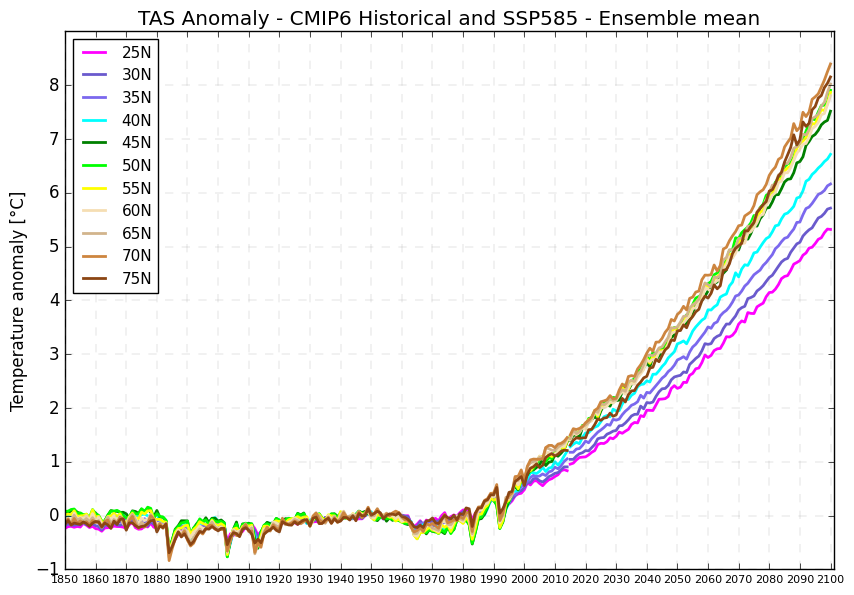 TAS Anomaly - CMIP6 Historical and SSP585 - Ensemble mean
25N
30N
35N
40N
45N
50N
55N
60N
65N
70N
75N
Temperature anomaly [°C]
8
7
6
5
4
3
2
1
0
−1
1850 1860 1870 1880 1890 1900 1910 1920 1930 1940 1950 1960 1970 1980 1990 2000 2010 2020 2030 2040 2050 2060 2070 2080 2090 2100